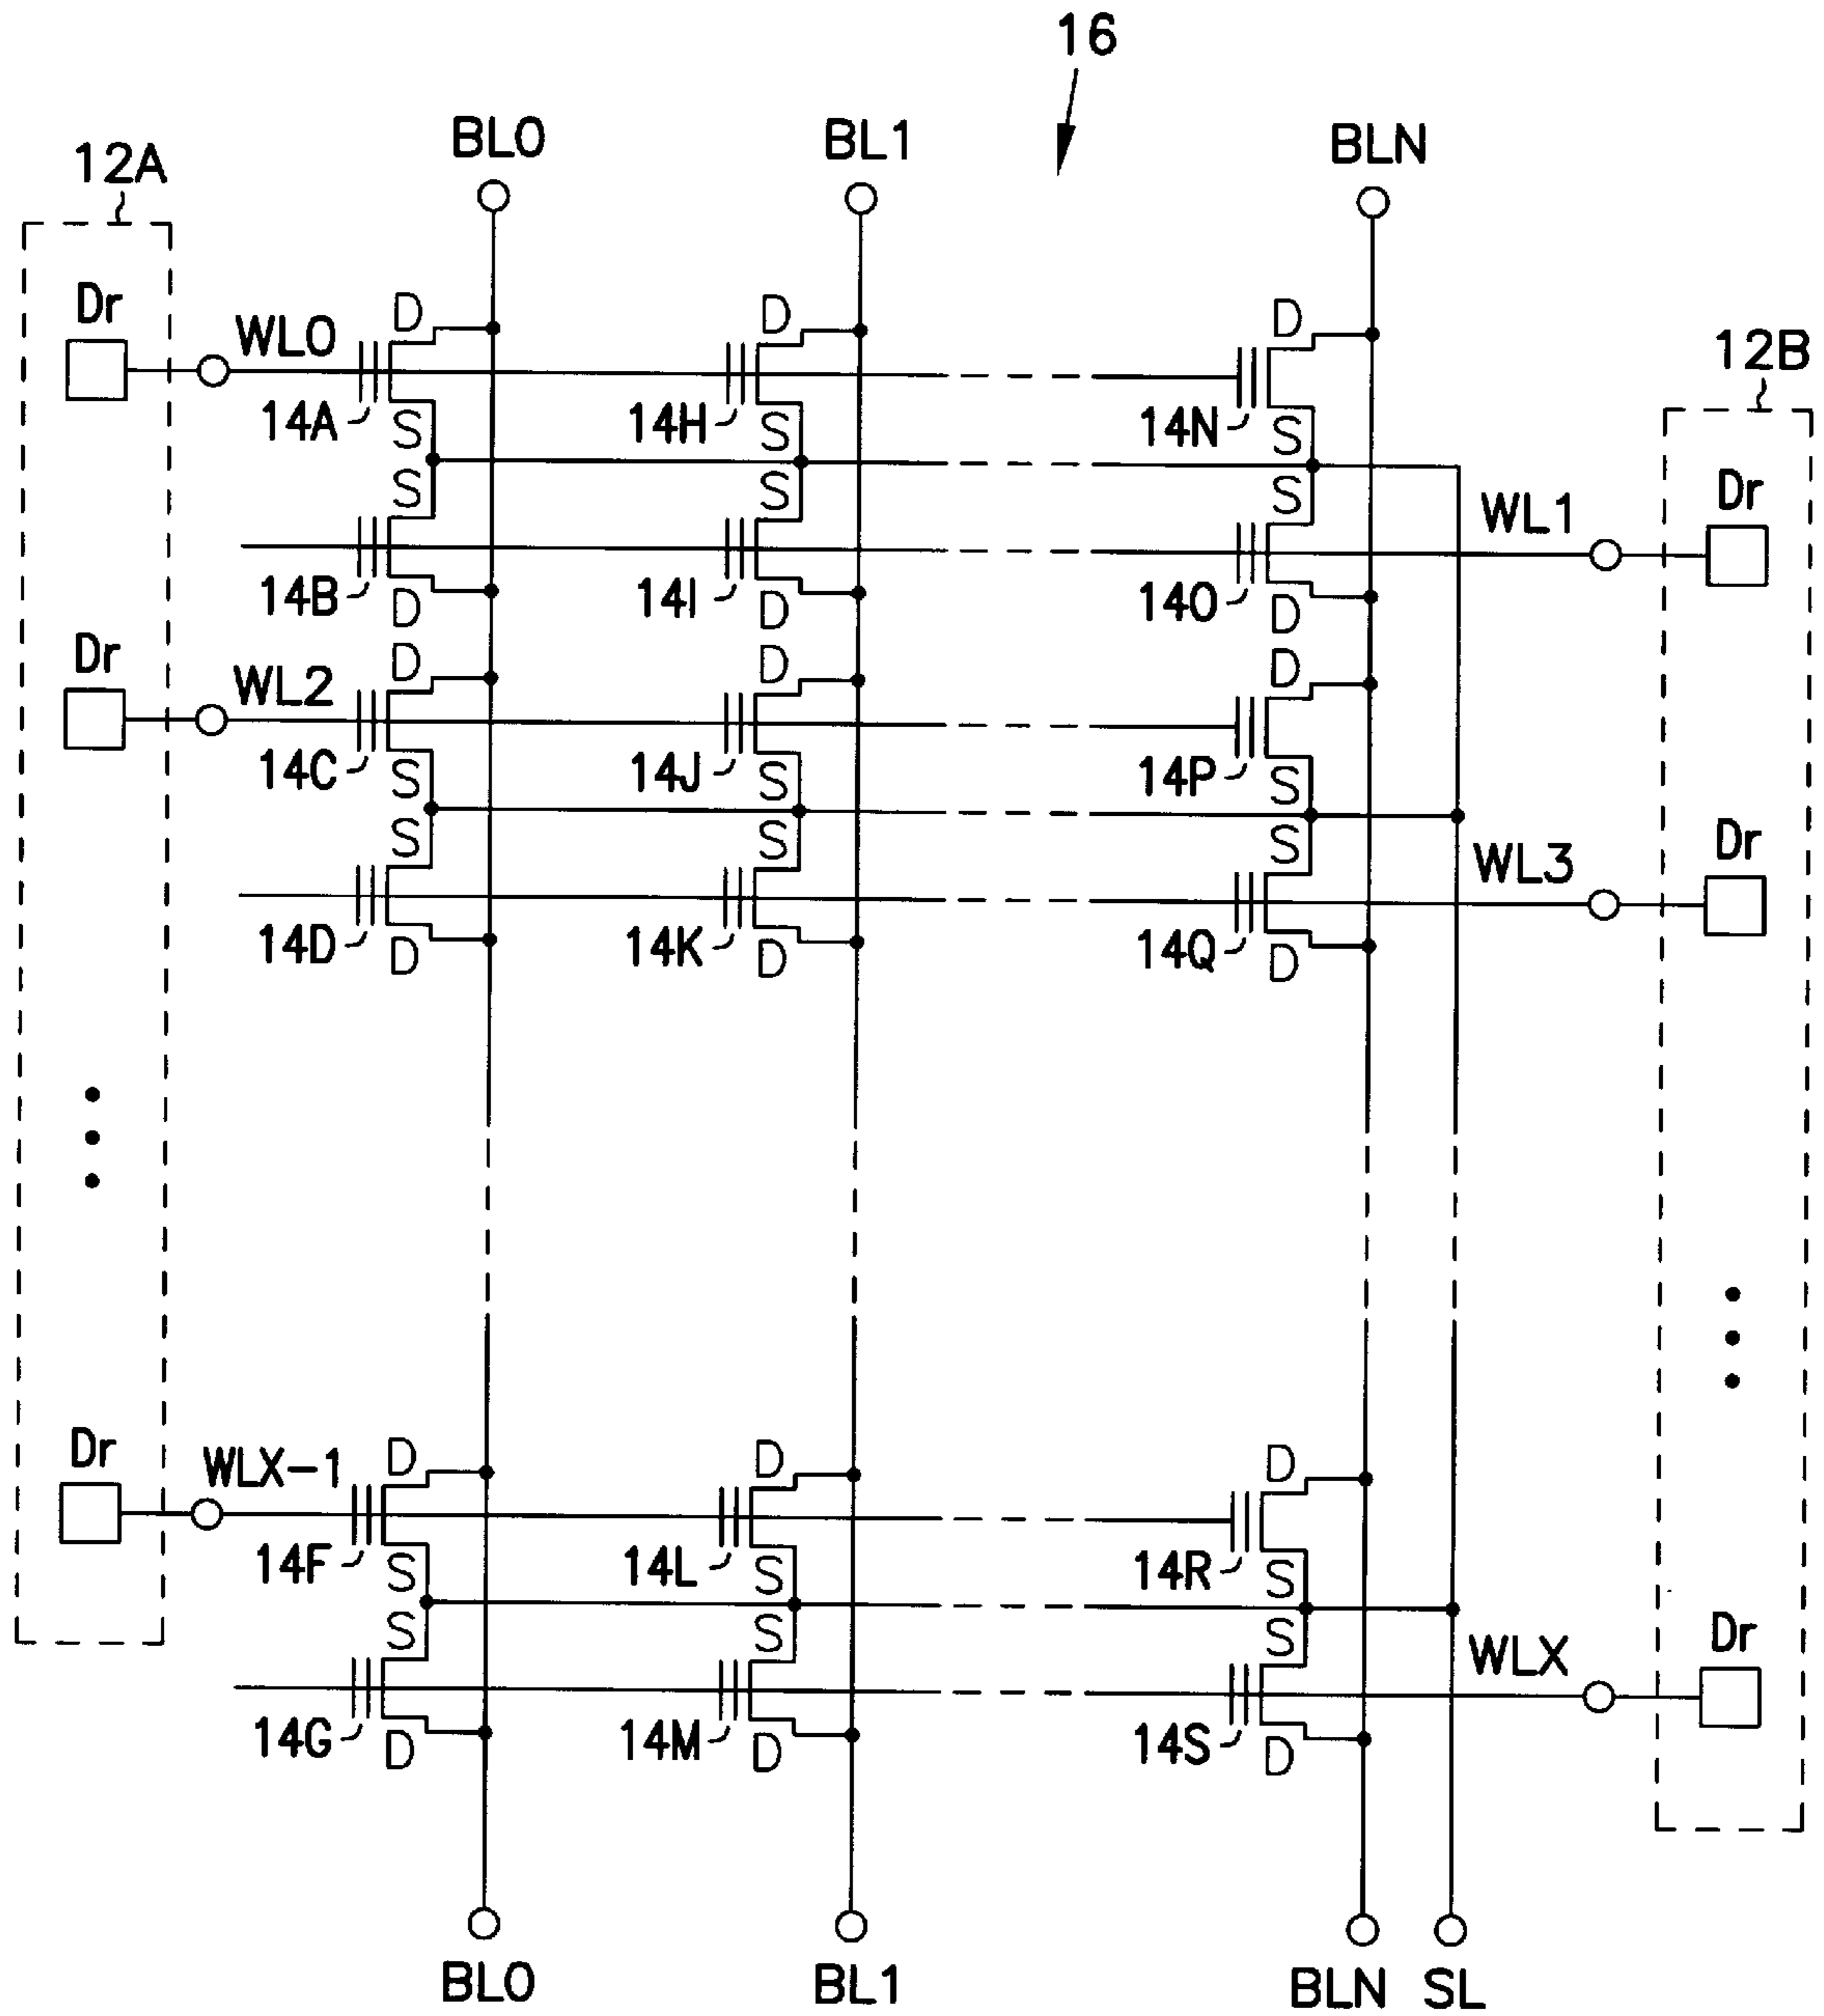 16
BL0 BL1 BLN
12A
Dr WL0 D D D
12B
14A S 14H S 14N S
S S S WL1 Dr
14B D 14I D 14O D
Dr WL2 D D D
14C S 14J S 14P S
S S S WL3 Dr
14D D 14K D 14Q D
Dr WLX-1 D D D
14F S 14L S 14R S
S S S WLX Dr
14G D 14M D 14S D
BL0 BL1 BLN SL